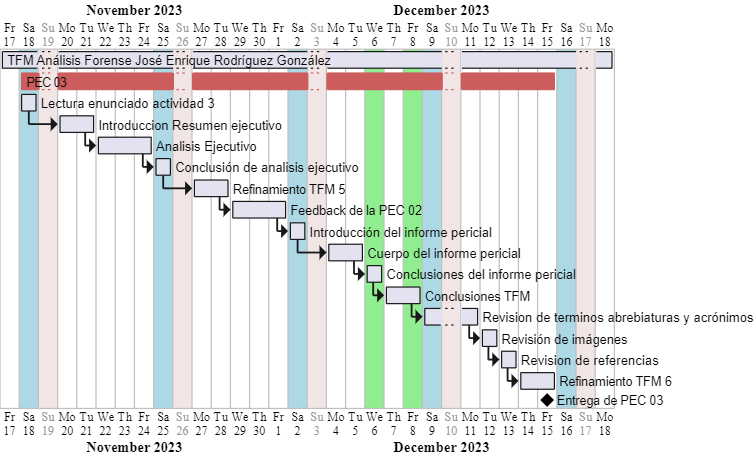 November 2023 December 2023
Fr Sa Su Mo Tu We Th Fr Sa Su Mo Tu We Th Fr Sa Su Mo Tu We Th Fr Sa Su Mo Tu We Th Fr Sa Su Mo
17 18 19 20 21 22 23 24 25 26 27 28 29 30 1 2 3 4 5 6 7 8 9 10 11 12 13 14 15 16 17 18
TFM Análisis Forense José Enrique Rodríguez González
PEC 03
Lectura enunciado actividad 3
Introduccion Resumen ejecutivo
Analisis Ejecutivo
Conclusión de analisis ejecutivo
Refinamiento TFM 5
Feedback de la PEC 02
Introducción del informe pericial
Cuerpo del informe pericial
Conclusiones del informe pericial
Conclusiones TFM
Revision de terminos abrebiaturas y acrónimos
Revisión de imágenes
Revision de referencias
Refinamiento TFM 6
Entrega de PEC 03
Fr Sa Su Mo Tu We Th Fr Sa Su Mo Tu We Th Fr Sa Su Mo Tu We Th Fr Sa Su Mo Tu We Th Fr Sa Su Mo
17 18 19 20 21 22 23 24 25 26 27 28 29 30 1 2 3 4 5 6 7 8 9 10 11 12 13 14 15 16 17 18
November 2023 December 2023